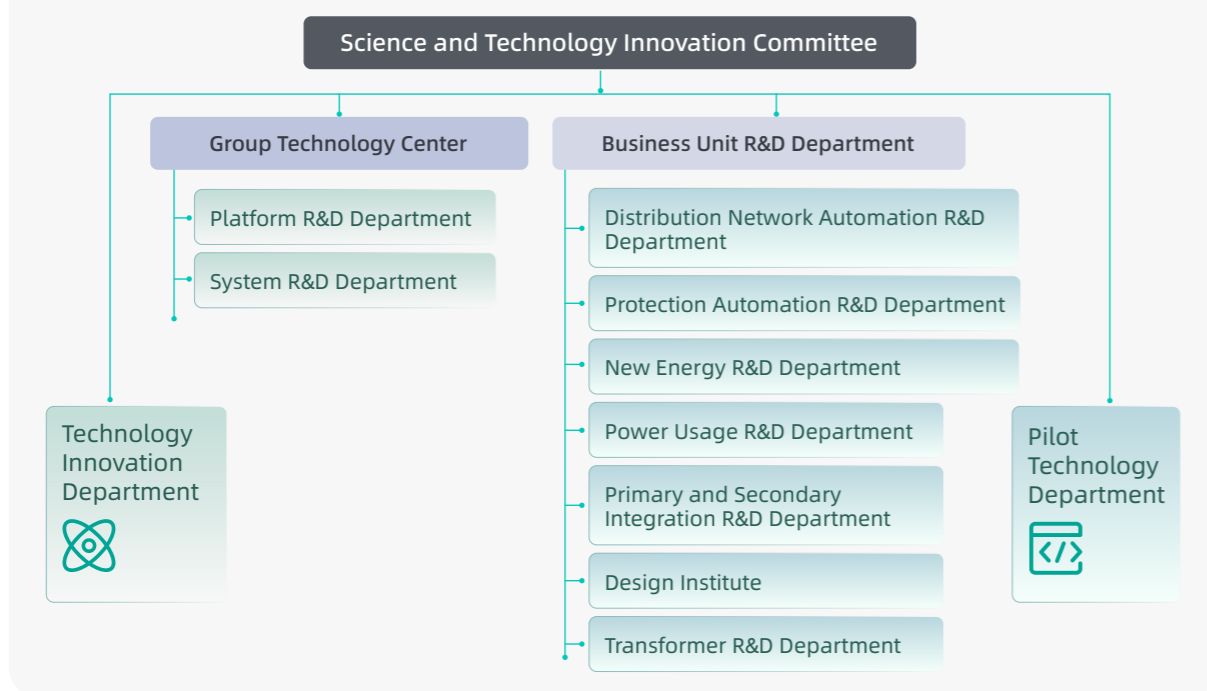 Science and Technology Innovation Committee
Group Technology Center
Platform R&D Department
System R&D Department
Business Unit R&D Department
Distribution Network Automation R&D
Department
Protection Automation R&D Department
New Energy R&D Department
Power Usage R&D Department
Primary and Secondary
Integration R&D Department
Design Institute
Transformer R&D Department
Technology
Innovation
Department
Pilot
Technology
Department